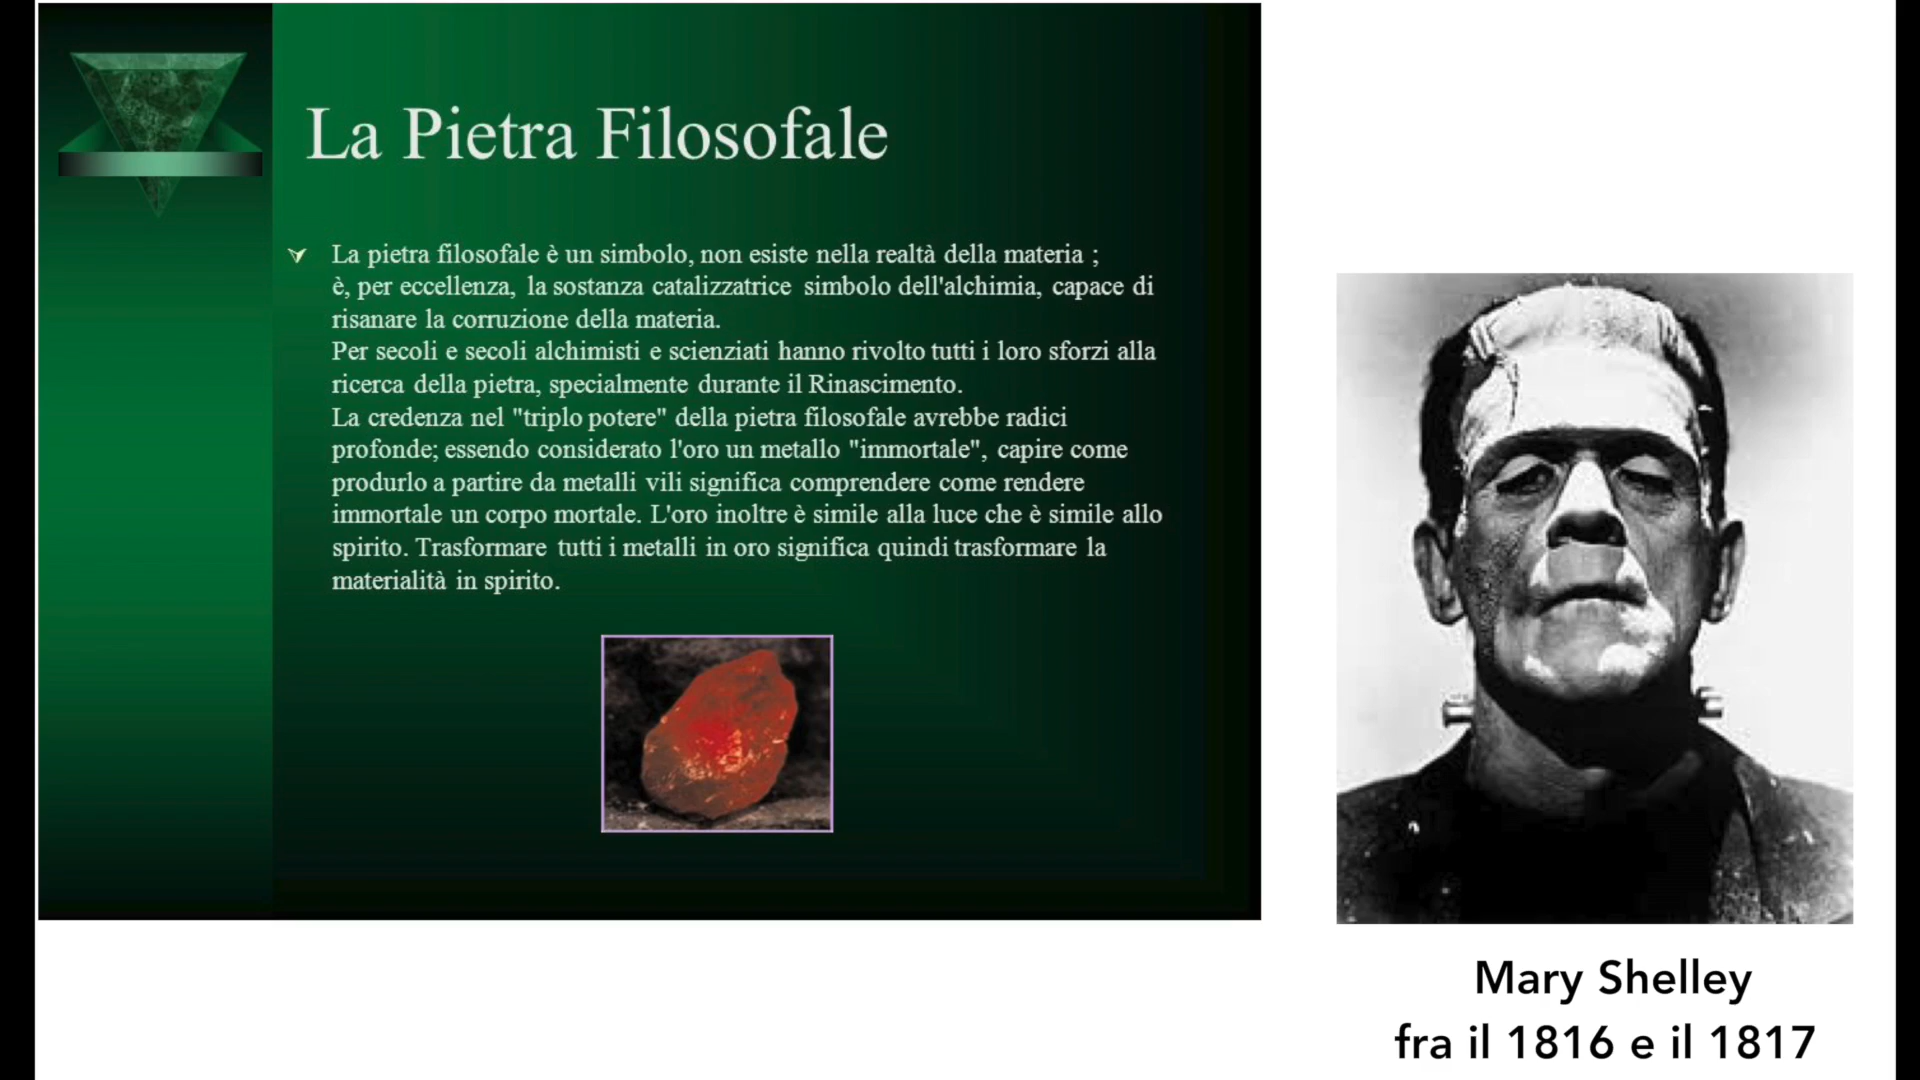 La Pietra Filosofale
La pietra filosofale è un simbolo, non esiste nella realtà della materia ;
è, per eccellenza, la sostanza catalizzatrice simbolo dell'alchimia, capace di
risanare la corruzione della materia.
Per secoli e secoli alchimisti e scienziati hanno rivolto tutti i loro sforzi alla
ricerca della pietra, specialmente durante il Rinascimento.
La credenza nel "triplo potere" della pietra filosofale avrebbe radici
profonde; essendo considerato l'oro un metallo "immortale", capire come
produrlo a partire da metalli vili significa comprendere come rendere
immortale un corpo mortale. L'oro inoltre è simile alla luce che è simile allo
spirito. Trasformare tutti i metalli in oro significa quindi trasformare la
materialità in spirito.
Mary Shelley
fra il 1816 e il 1817